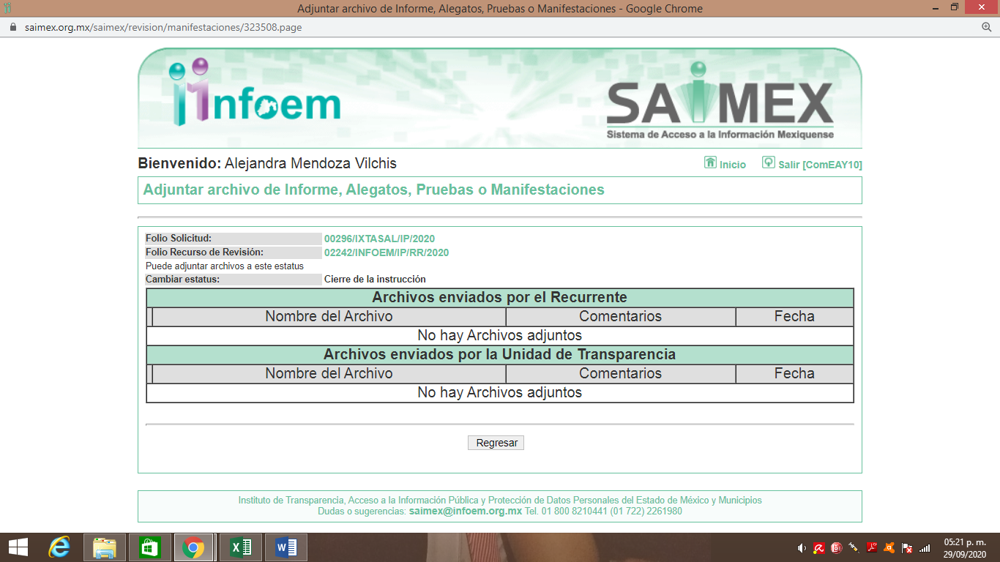 Adjuntar archivo de Informe, Alegatos, Pruebas o Manifestaciones - Google Chrome
saimex.org.mx/saimex/revision/manifestaciones/323508.page
infoem
SAIMEX
Sistema de Acceso a la Información Mexiquense
Bienvenido: Alejandra Mendoza Vilchis
Inicio Salir [ComEAY10]
Adjuntar archivo de Informe, Alegatos, Pruebas o Manifestaciones
Folio Solicitud: 00296/IXTASAL/IP/2020
Folio Recurso de Revisión: 02242/INFOEM/IP/RR/2020
Puede adjuntar archivos a este estatus
Cambiar estatus: Cierre de la instrucción
Archivos enviados por el Recurrente
Nombre del Archivo Comentarios Fecha
No hay Archivos adjuntos
Archivos enviados por la Unidad de Transparencia
Nombre del Archivo Comentarios Fecha
No hay Archivos adjuntos
Regresar
Instituto de Transparencia, Acceso a la Información Pública y Protección de Datos Personales del Estado de México y Municipios
Dudas o sugerencias: saimex@infoem.org.mx Tel. 01 800 8210441 (01 722) 2261980
05:21 p. m.
29/09/2020